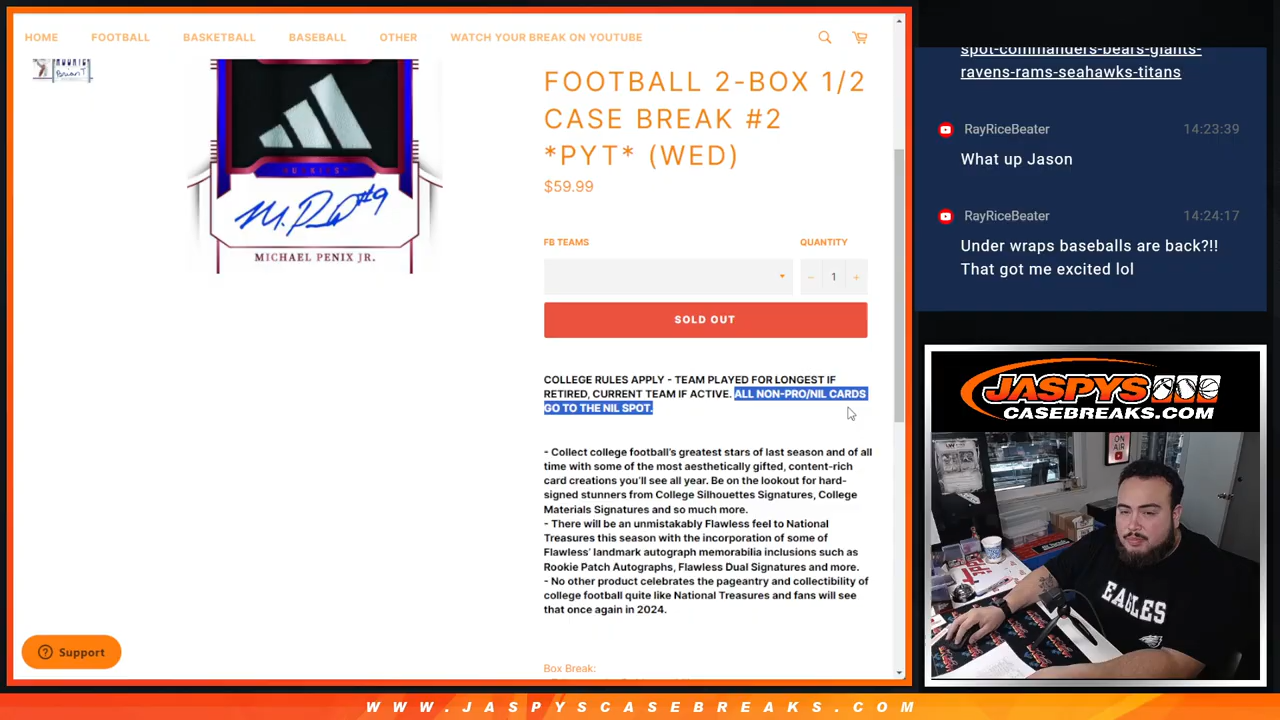 HOME FOOTBALL BASKETBALL BASEBALL OTHER WATCH YOUR BREAK ON YOUTUBE
MICHAEL PENIX JR.
FOOTBALL 2-BOX 1/2
CASE BREAK #2
*PYT* (WED)
$59.99
FB TEAMS QUANTITY
− 1 +
SOLD OUT
COLLEGE RULES APPLY - TEAM PLAYED FOR LONGEST IF
RETIRED, CURRENT TEAM IF ACTIVE. ALL NON-PRO/NIL CARDS
GO TO THE NIL SPOT.
- Collect college football's greatest stars of last season and of all
time with some of the most aesthetically gifted, content-rich
card creations you'll see all year. Be on the lookout for hard-
signed stunners from College Silhouettes Signatures, College
Materials Signatures and so much more.
- There will be an unmistakably Flawless feel to National
Treasures this season with the incorporation of some of
Flawless' landmark autograph memorabilia inclusions such as
Rookie Patch Autographs, Flawless Dual Signatures and more.
- No other product celebrates the pageantry and collectibility of
college football quite like National Treasures and fans will see
that once again in 2024.
Box Break:
Support
spot-commanders-bears-giants-
ravens-rams-seahawks-titans
RayRiceBeater 14:23:39
What up Jason
RayRiceBeater 14:24:17
Under wraps baseballs are back?!!
That got me excited lol
JASPYS
CASEBREAKS.COM
ON
AIR
EAGLES
WWW.JASPYSCASEBREAKS.COM